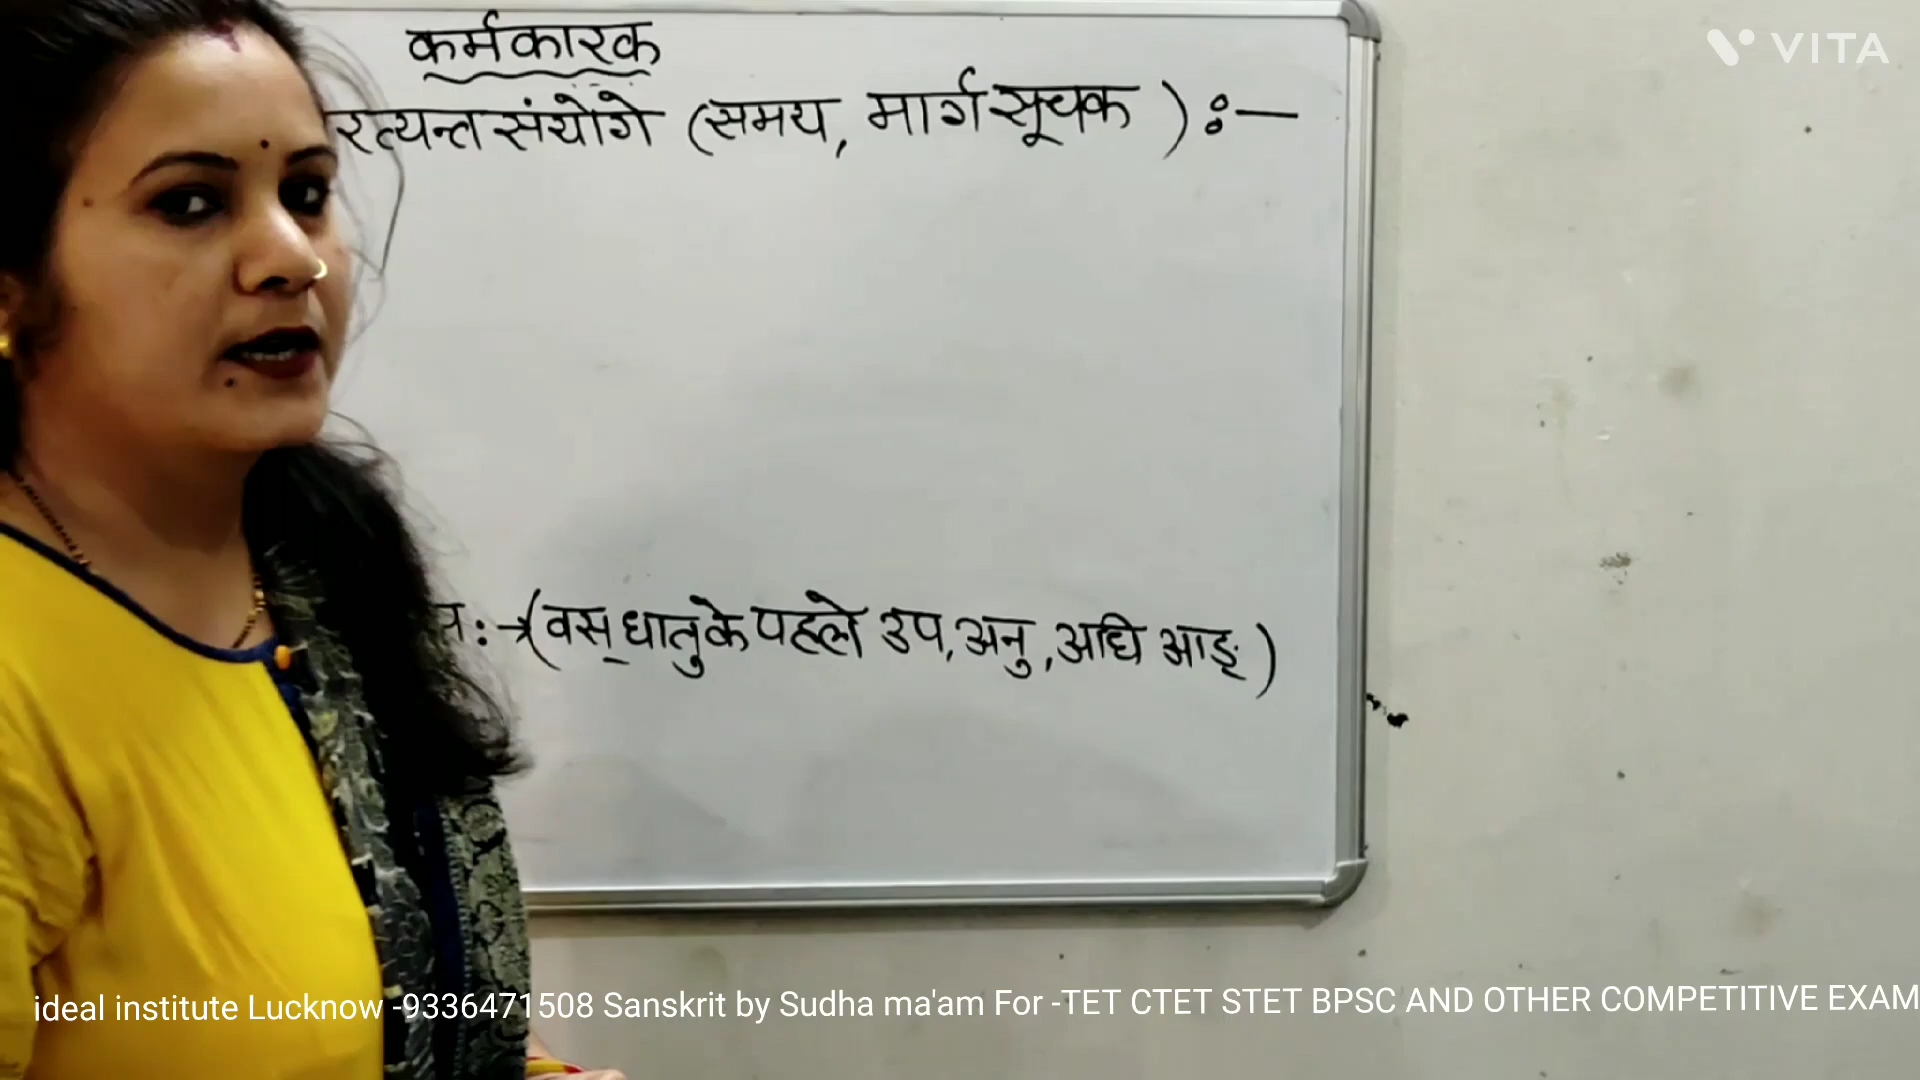 कर्मकारक
VITA
रत्यन्तसंयोगे (समय, मार्गसूचक ) :—
:→(वस् धातु के पहले उप, अनु, अधि आङ् )
ideal institute Lucknow -9336471508 Sanskrit by Sudha ma'am For -TET CTET STET BPSC AND OTHER COMPETITIVE EXAM